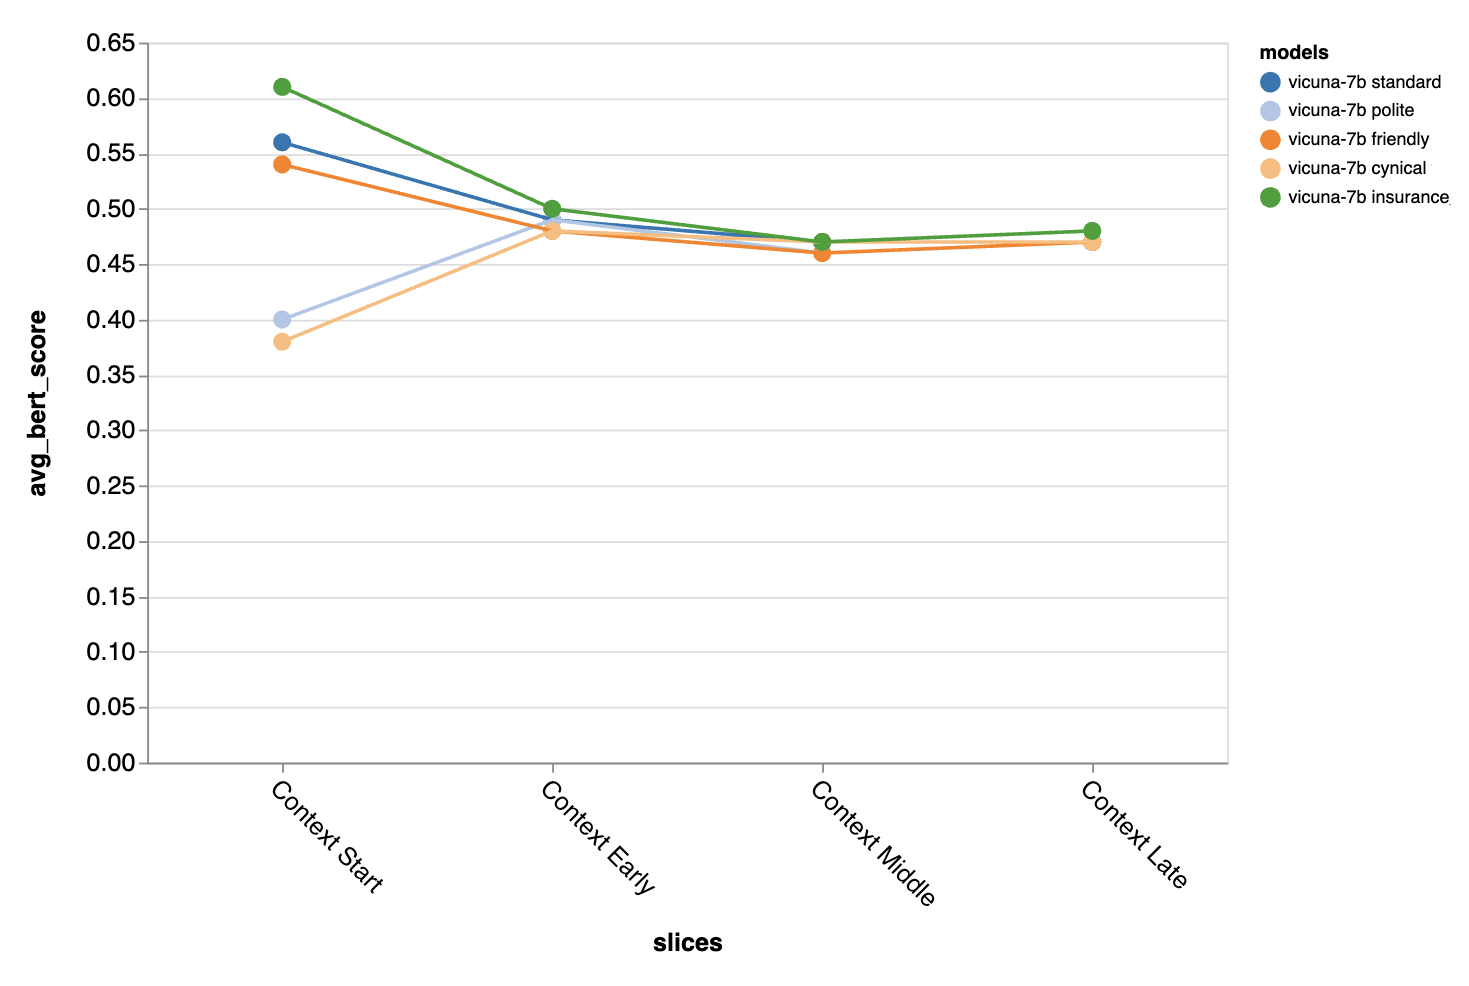 0.65
0.60
0.55
0.50
0.45
0.40
0.35
0.30
0.25
0.20
0.15
0.10
0.05
0.00
avg_bert_score
Context Start
Context Early
Context Middle
Context Late
slices
models
vicuna-7b standard
vicuna-7b polite
vicuna-7b friendly
vicuna-7b cynical
vicuna-7b insurance_